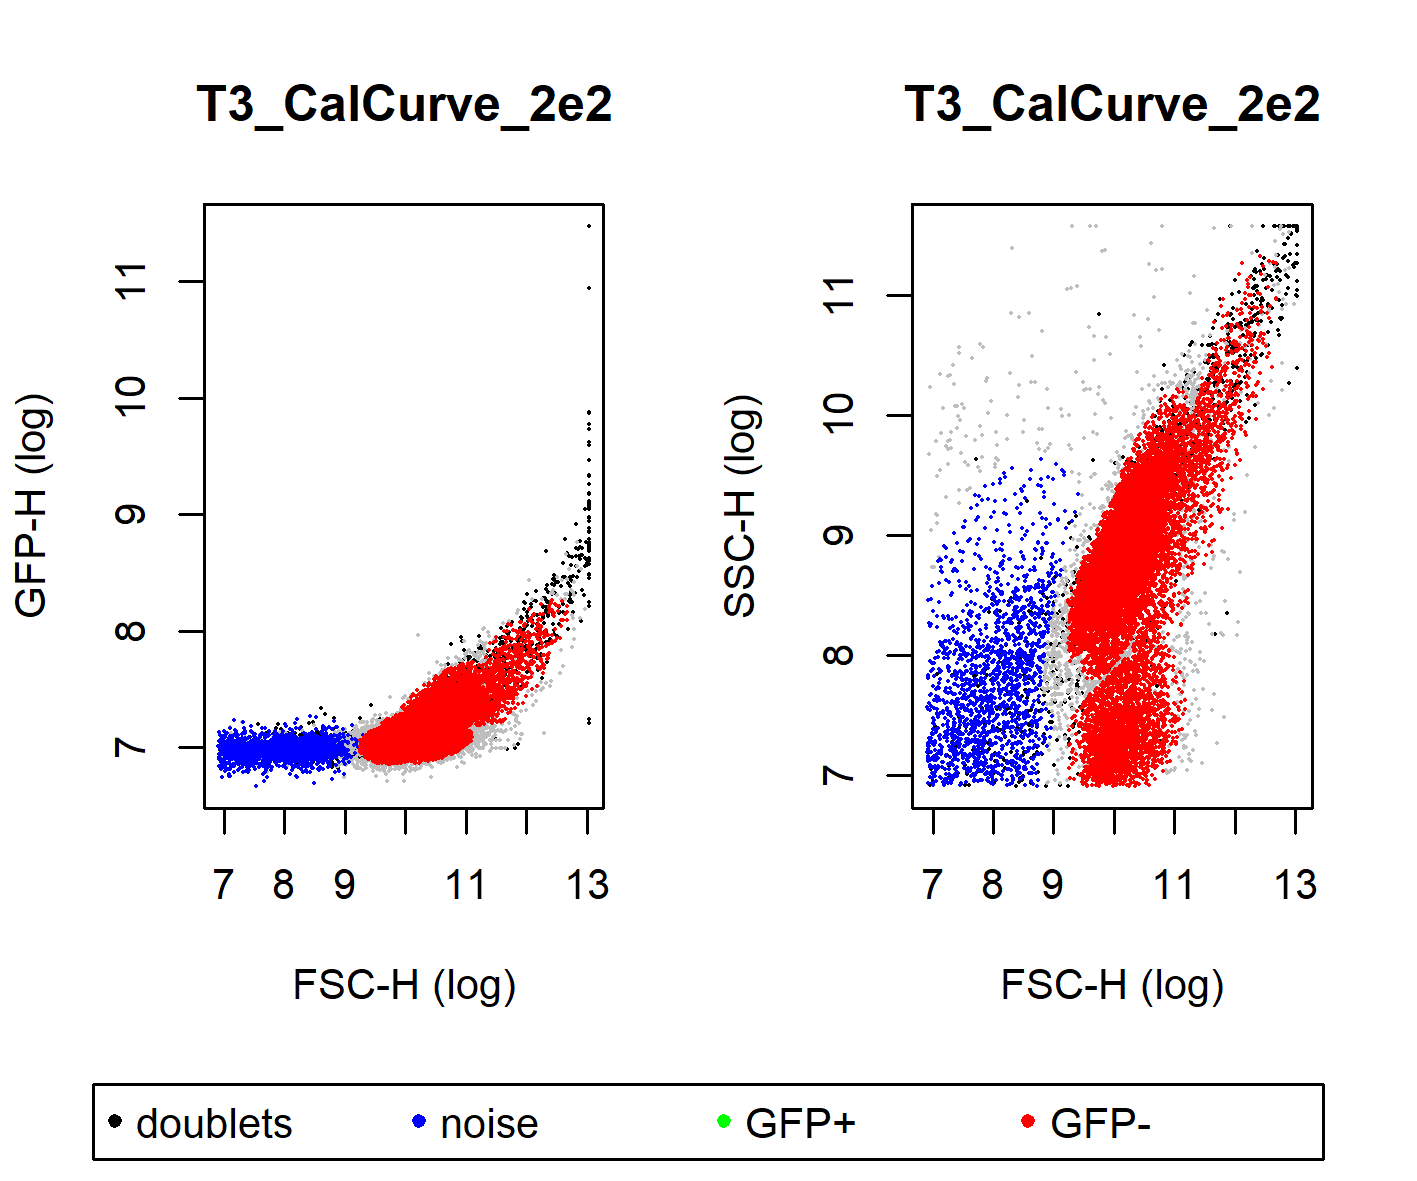 T3_CalCurve_2e2
GFP-H (log)
7
8
9
10
11
7 8 9 11 13
FSC-H (log)
T3_CalCurve_2e2
SSC-H (log)
7
8
9
10
11
7 8 9 11 13
FSC-H (log)
doublets noise GFP+ GFP-